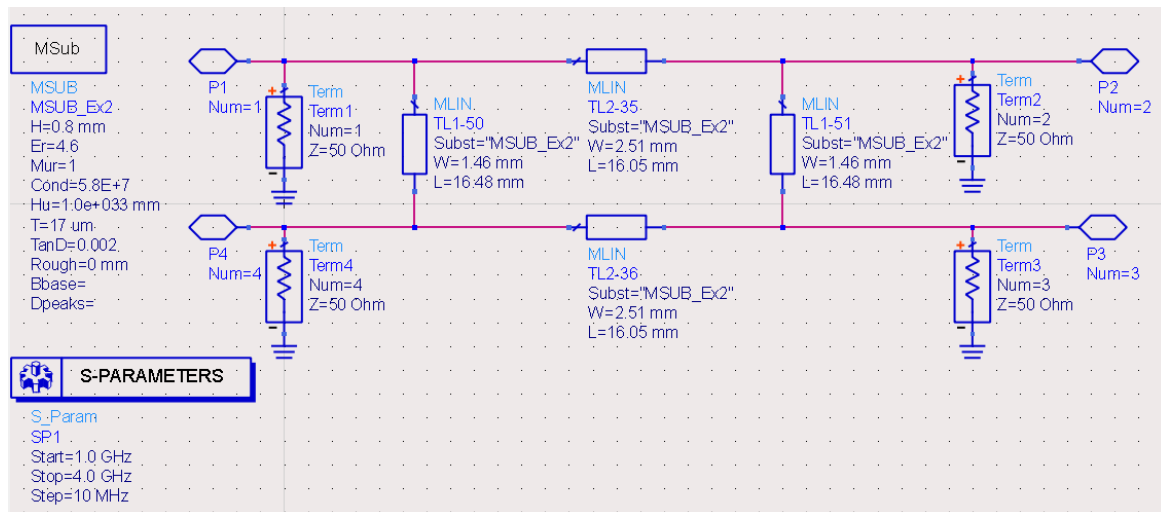 MSub
MSUB
MSUB_Ex2
H=0.8 mm
Er=4.6
Mur=1
Cond=5.8E+7
Hu=1.0e+033 mm
T=17 um
TanD=0.002
Rough=0 mm
Bbase=
Dpeaks=
P1
Num=1
Term
Term1
Num=1
Z=50 Ohm
MLIN
TL1-50
Subst="MSUB_Ex2"
W=1.46 mm
L=16.48 mm
MLIN
TL2-35
Subst="MSUB_Ex2"
W=2.51 mm
L=16.05 mm
MLIN
TL1-51
Subst="MSUB_Ex2"
W=1.46 mm
L=16.48 mm
Term
Term2
Num=2
Z=50 Ohm
P2
Num=2
P4
Num=4
Term
Term4
Num=4
Z=50 Ohm
MLIN
TL2-36
Subst="MSUB_Ex2"
W=2.51 mm
L=16.05 mm
Term
Term3
Num=3
Z=50 Ohm
P3
Num=3
S-PARAMETERS
S_Param
SP1
Start=1.0 GHz
Stop=4.0 GHz
Step=10 MHz